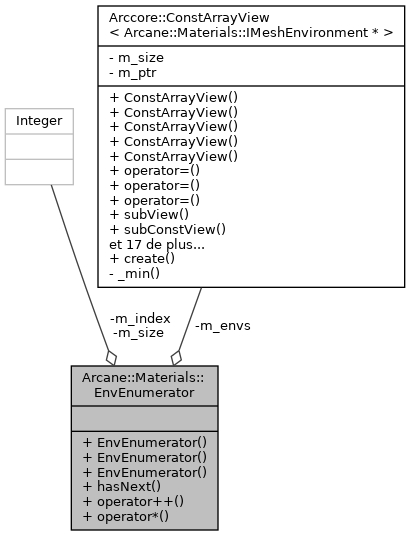 Arccore::ConstArrayView
< Arcane::Materials::IMeshEnvironment * >
- m_size
- m_ptr
+ ConstArrayView()
+ ConstArrayView()
+ ConstArrayView()
+ ConstArrayView()
+ ConstArrayView()
+ operator=()
+ operator=()
+ operator=()
+ subView()
+ subConstView()
et 17 de plus...
+ create()
- _min()
Integer
-m_index
-m_size
-m_envs
Arcane::Materials::
EnvEnumerator
+ EnvEnumerator()
+ EnvEnumerator()
+ EnvEnumerator()
+ hasNext()
+ operator++()
+ operator*()